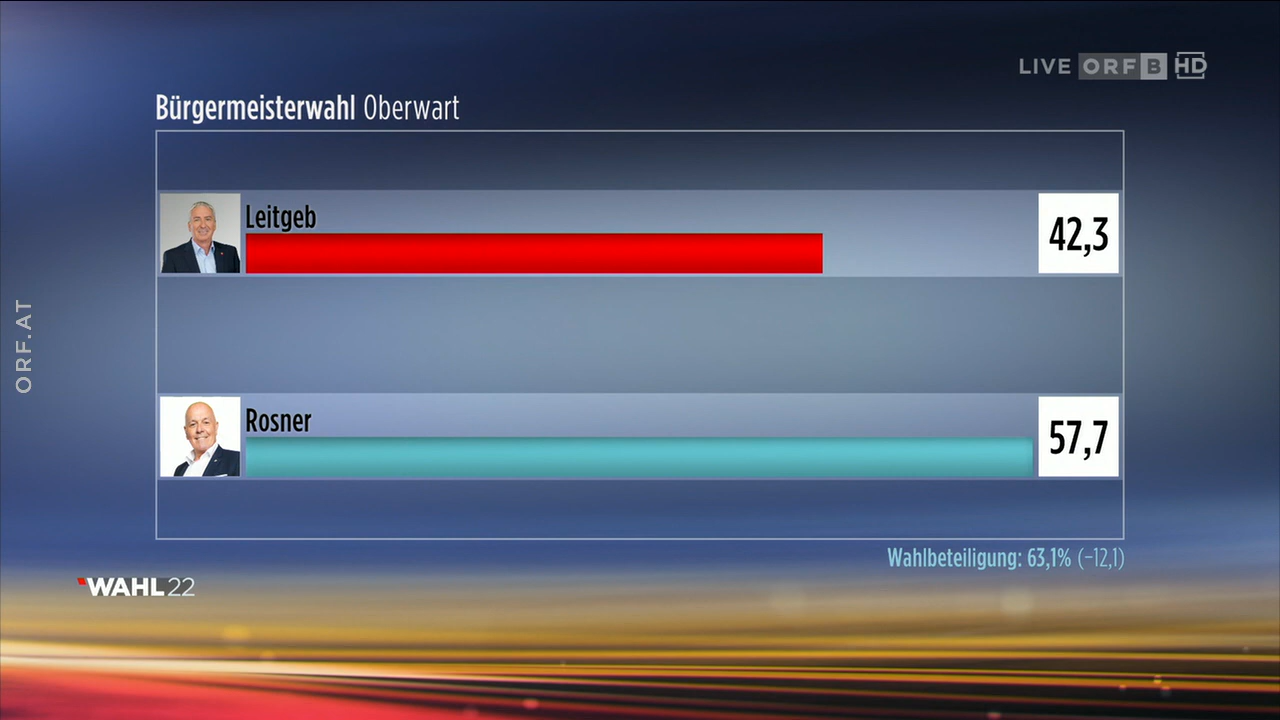 LIVE ORF B HD
Bürgermeisterwahl Oberwart
Leitgeb
42,3
ORF.AT
Rosner
57,7
Wahlbeteiligung: 63,1% (−12,1)
WAHL22